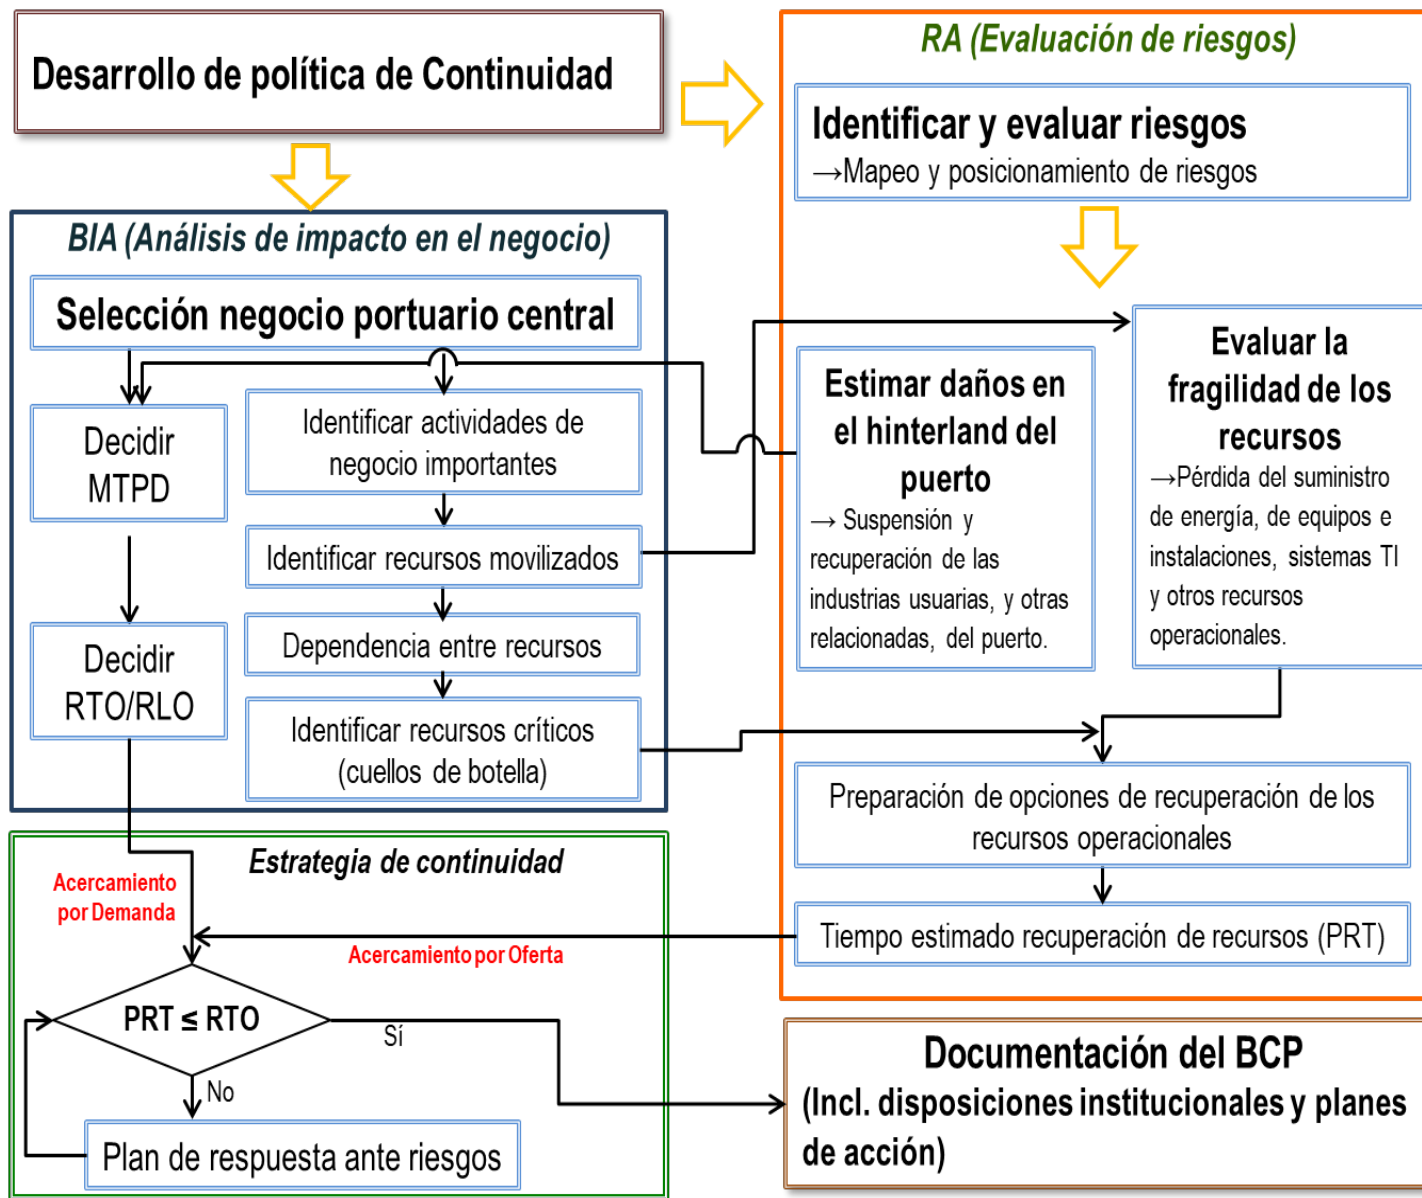 Desarrollo de política de Continuidad
RA (Evaluación de riesgos)
Identificar y evaluar riesgos
→Mapeo y posicionamiento de riesgos
BIA (Análisis de impacto en el negocio)
Selección negocio portuario central
Decidir
MTPD
Decidir
RTO/RLO
Identificar actividades de
negocio importantes
Identificar recursos movilizados
Dependencia entre recursos
Identificar recursos críticos
(cuellos de botella)
Estimar daños en
el hinterland del
puerto
→ Suspensión y
recuperación de las
industrias usuarias, y otras
relacionadas, del puerto.
Evaluar la
fragilidad de los
recursos
→Pérdida del suministro
de energía, de equipos e
instalaciones, sistemas TI
y otros recursos
operacionales.
Preparación de opciones de recuperación de los
recursos operacionales
Tiempo estimado recuperación de recursos (PRT)
Estrategia de continuidad
Acercamiento
por Demanda
Acercamiento por Oferta
PRT ≤ RTO
Sí
No
Plan de respuesta ante riesgos
Documentación del BCP
(Incl. disposiciones institucionales y planes
de acción)